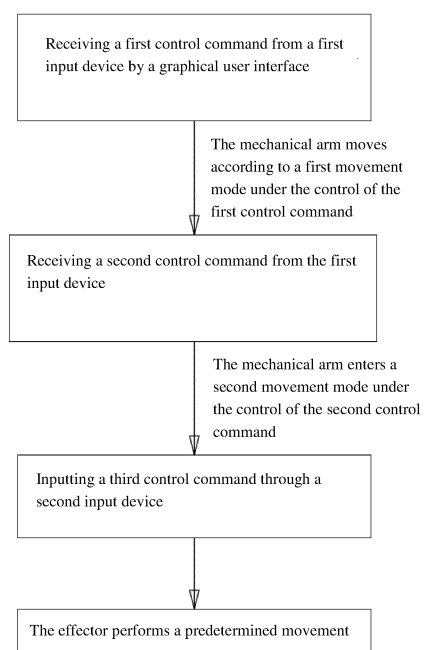 Receiving a first control command from a first
input device by a graphical user interface
The mechanical arm moves
according to a first movement
mode under the control of the
first control command
Receiving a second control command from the first
input device
The mechanical arm enters a
second movement mode under
the control of the second control
command
Inputting a third control command through a
second input device
The effector performs a predetermined movement